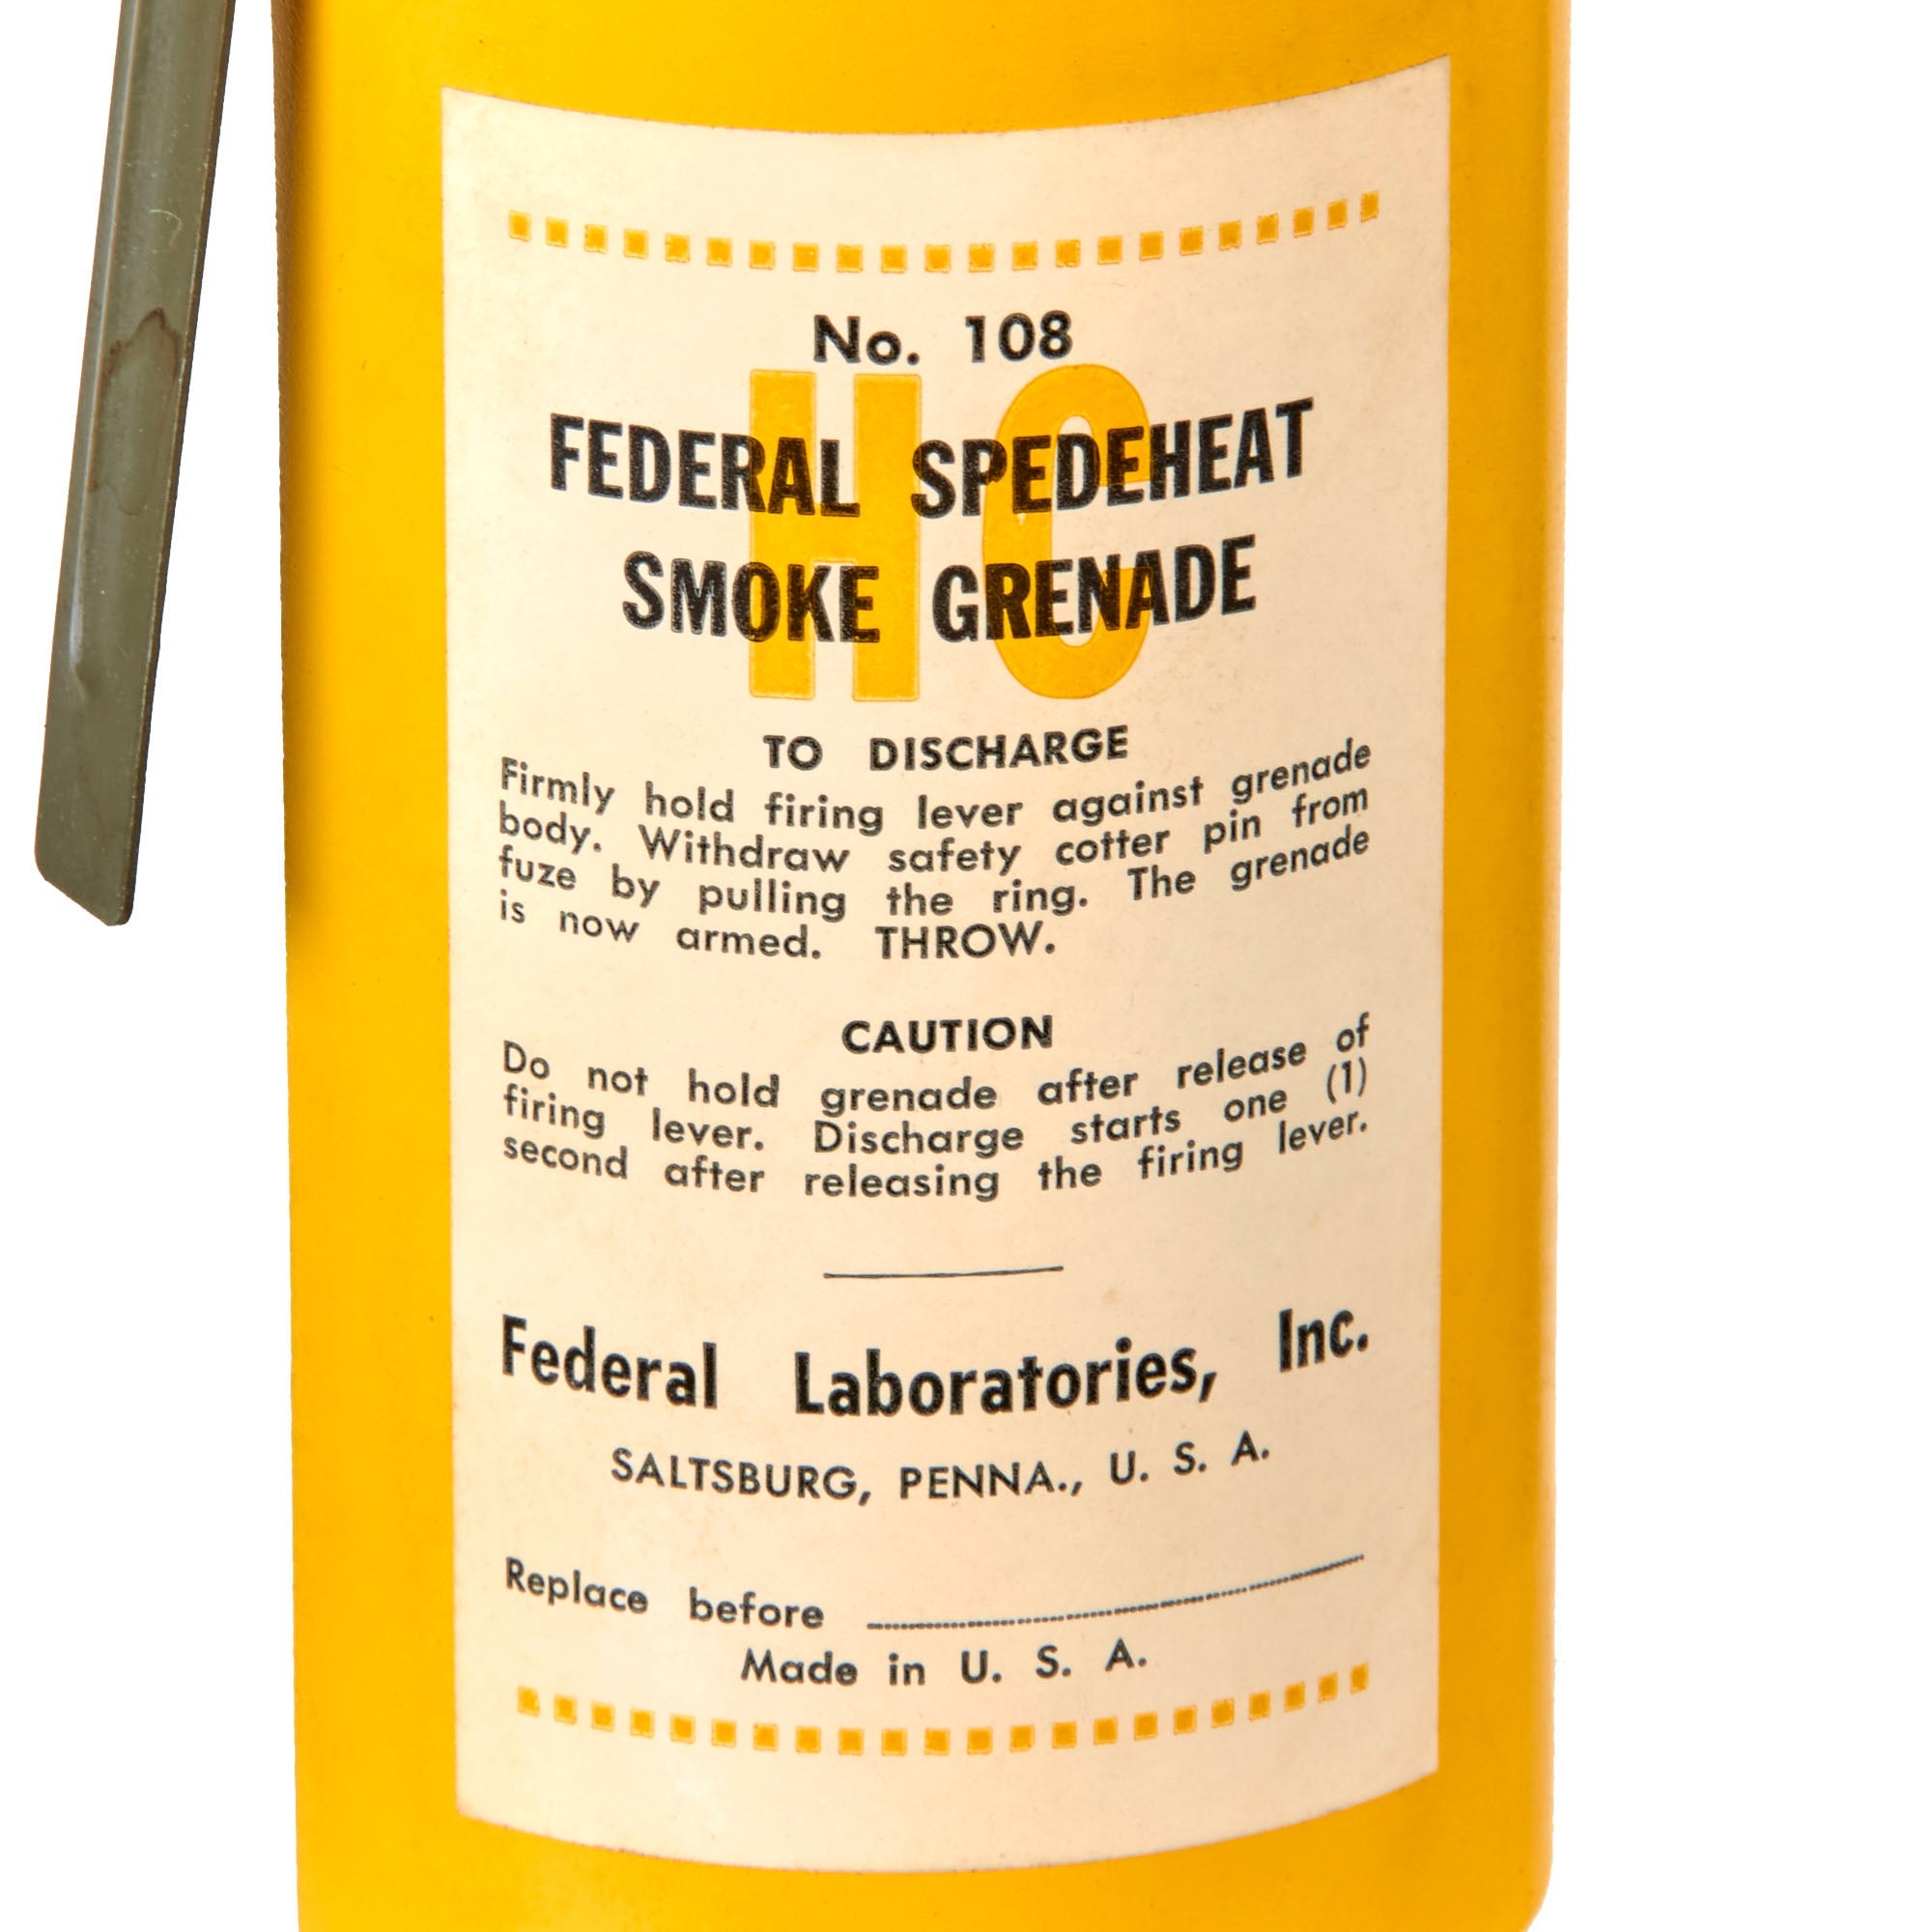 No. 108
HC
FEDERAL SPEDEHEAT
SMOKE GRENADE
TO DISCHARGE
Firmly hold firing lever against grenade
body. Withdraw safety cotter pin from
fuze by pulling the ring. The grenade
is now armed. THROW.
CAUTION
Do not hold grenade after release of
firing lever. Discharge starts one (1)
second after releasing the firing lever.
Federal Laboratories, Inc.
SALTSBURG, PENNA., U. S. A.
Replace before
Made in U. S. A.